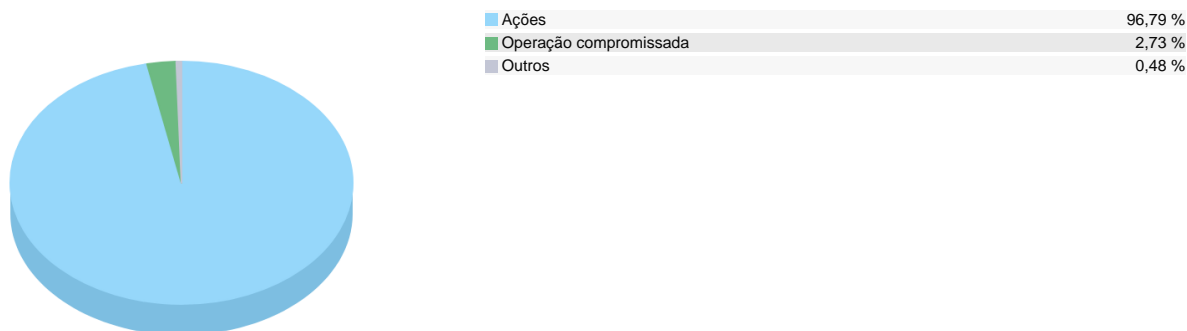 Ações 96,79 %
Operação compromissada 2,73 %
Outros 0,48 %